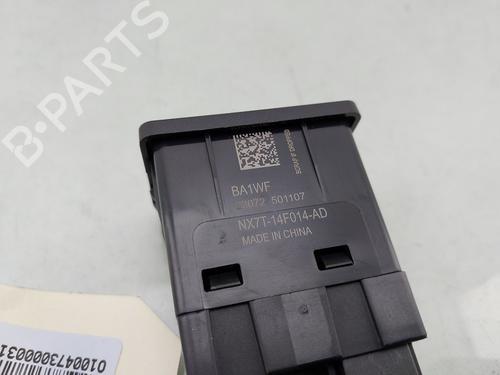 B-PARTS
BA1WF
501107
NX7T-14F014-AD
MADE IN CHINA